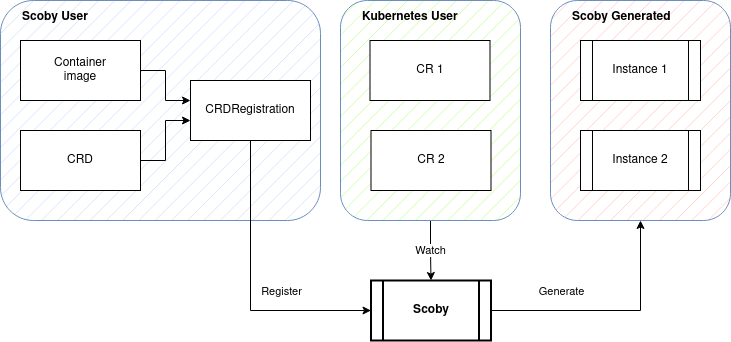 Scoby User
Container
image
CRD
CRDRegistration
Kubernetes User
CR 1
CR 2
Scoby Generated
Instance 1
Instance 2
Watch
Register
Scoby
Generate